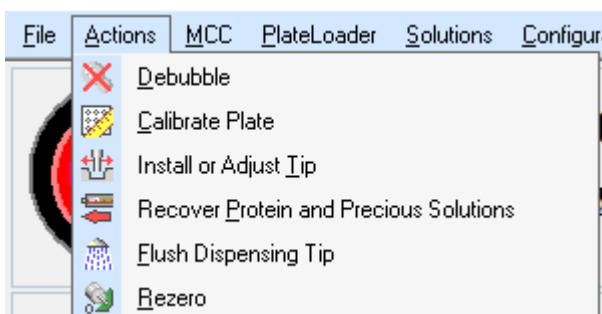 File Actions MCC PlateLoader Solutions
Debubble
Calibrate Plate
Install or Adjust Tip
Recover Protein and Precious Solutions
Flush Dispensing Tip
Rezero